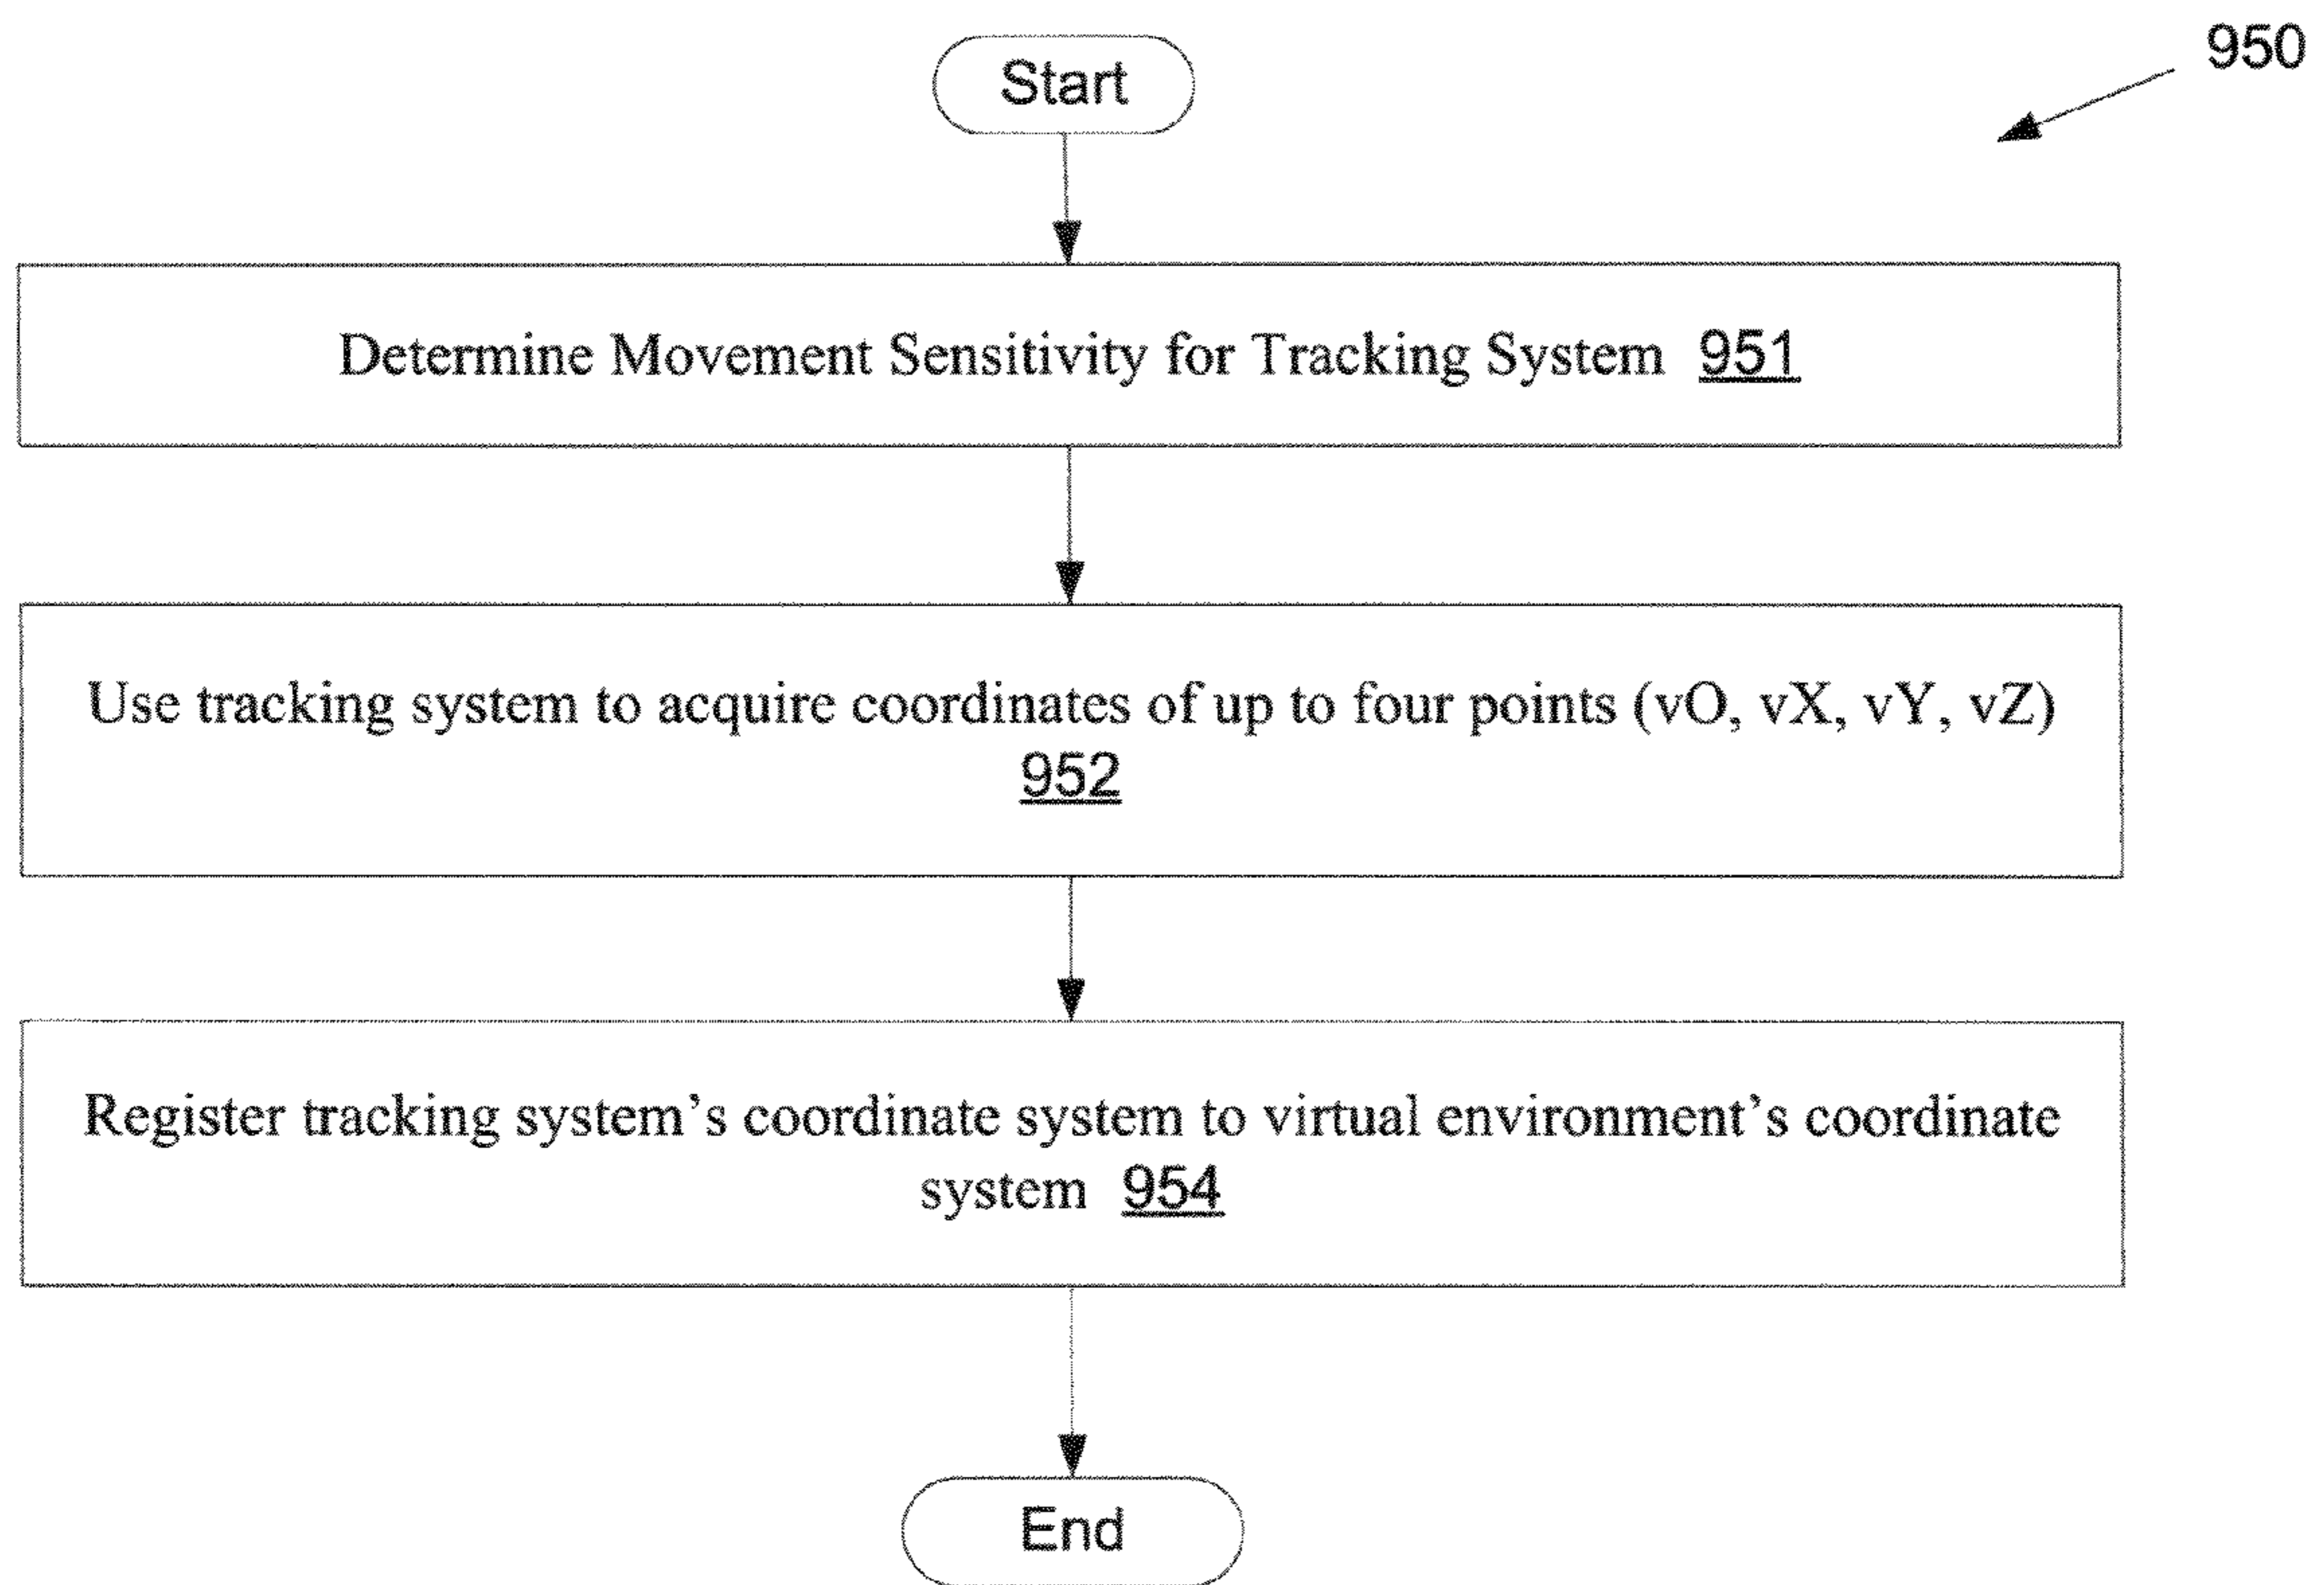 950
Start
Determine Movement Sensitivity for Tracking System 951
Use tracking system to acquire coordinates of up to four points (vO, vX, vY, vZ)
952
Register tracking system’s coordinate system to virtual environment’s coordinate
system 954
End